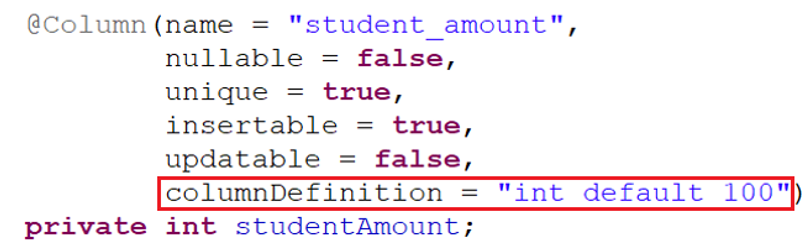 @Column(name = "student_amount",
nullable = false,
unique = true,
insertable = true,
updatable = false,
columnDefinition = "int default 100")
private int studentAmount;